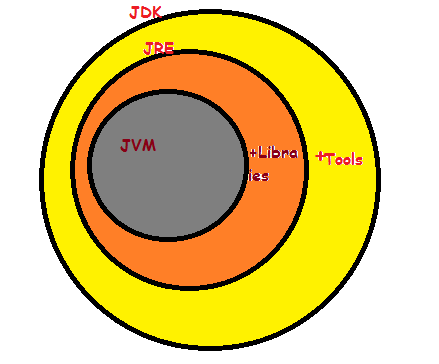 JDK
JRE
JVM
+Libra
ies
+Tools